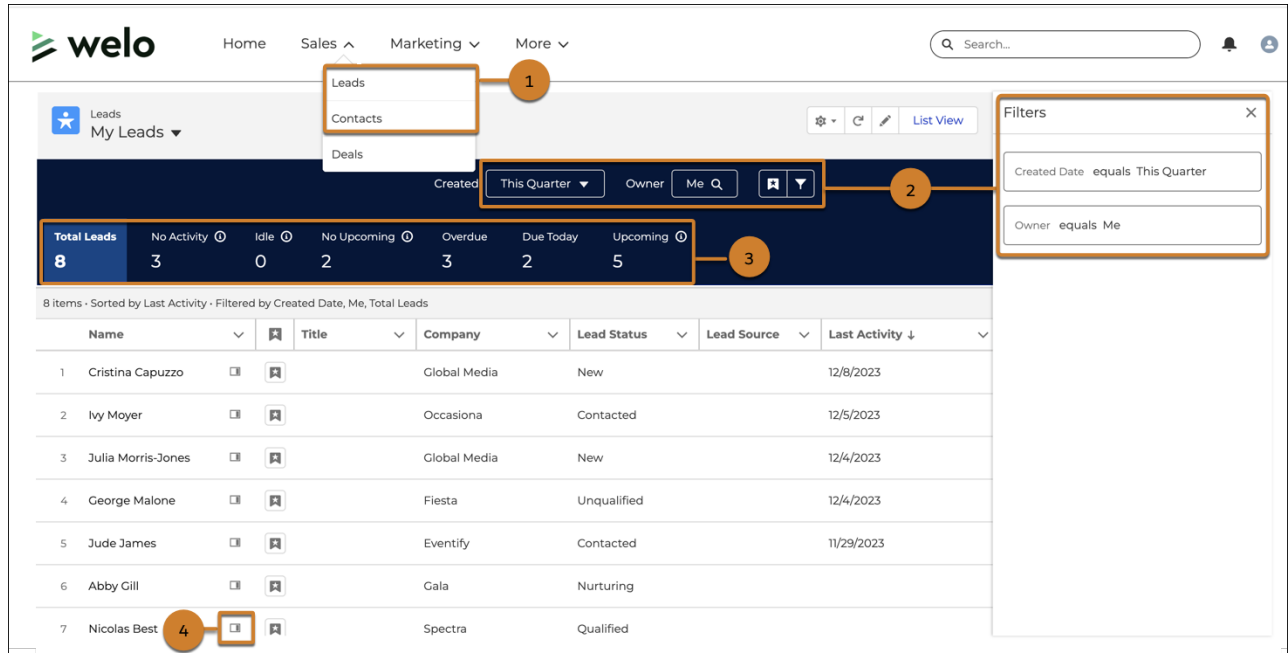 welo
Home Sales Marketing More
Search...
Leads
Contacts
Deals
1
Leads
My Leads
List View
Filters
Created Date equals This Quarter
Owner equals Me
Created This Quarter Owner Me
2
Total Leads No Activity Idle No Upcoming Overdue Due Today Upcoming
8 3 0 2 3 2 5
3
8 items • Sorted by Last Activity • Filtered by Created Date, Me, Total Leads
Name Title Company Lead Status Lead Source Last Activity ↓
1 Cristina Capuzzo Global Media New 12/8/2023
2 Ivy Moyer Occasiona Contacted 12/5/2023
3 Julia Morris-Jones Global Media New 12/4/2023
4 George Malone Fiesta Unqualified 12/4/2023
5 Jude James Eventify Contacted 11/29/2023
6 Abby Gill Gala Nurturing
7 Nicolas Best Spectra Qualified
4